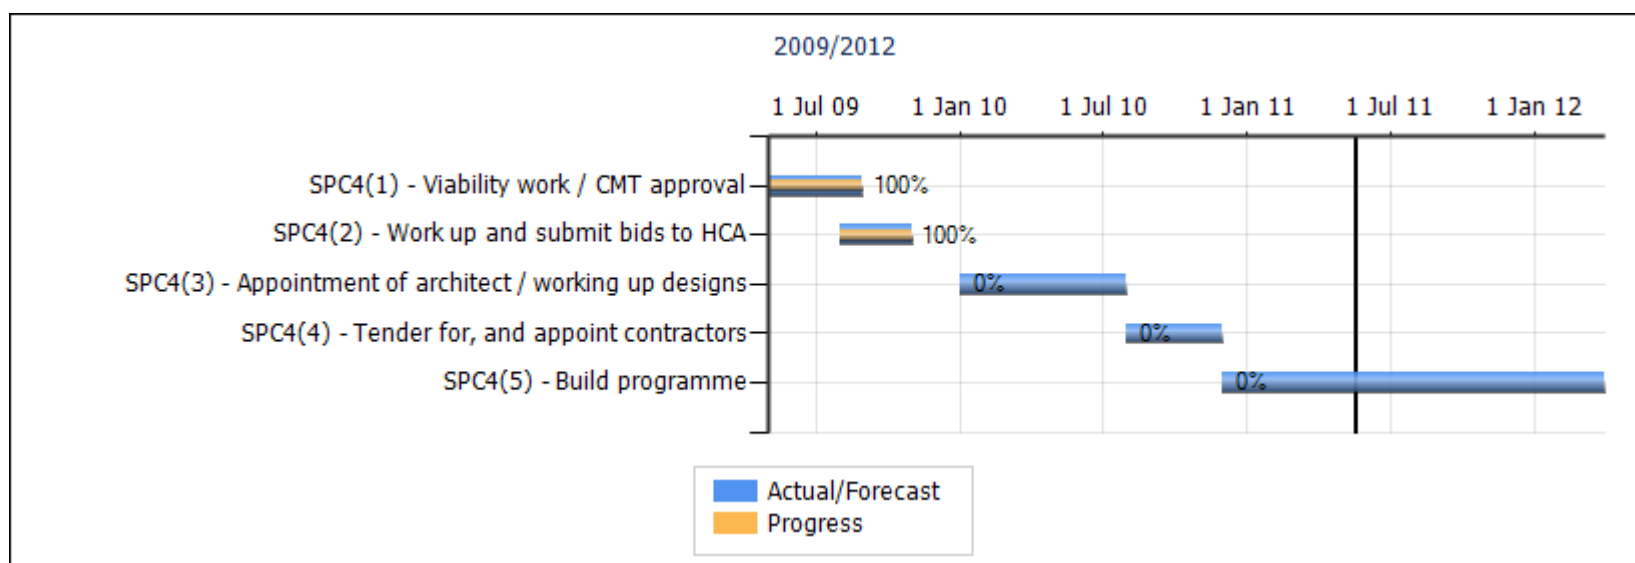 2009/2012
1 Jul 09 1 Jan 10 1 Jul 10 1 Jan 11 1 Jul 11 1 Jan 12
SPC4(1) - Viability work / CMT approval 100%
SPC4(2) - Work up and submit bids to HCA 100%
SPC4(3) - Appointment of architect / working up designs 0%
SPC4(4) - Tender for, and appoint contractors 0%
SPC4(5) - Build programme 0%
Actual/Forecast
Progress